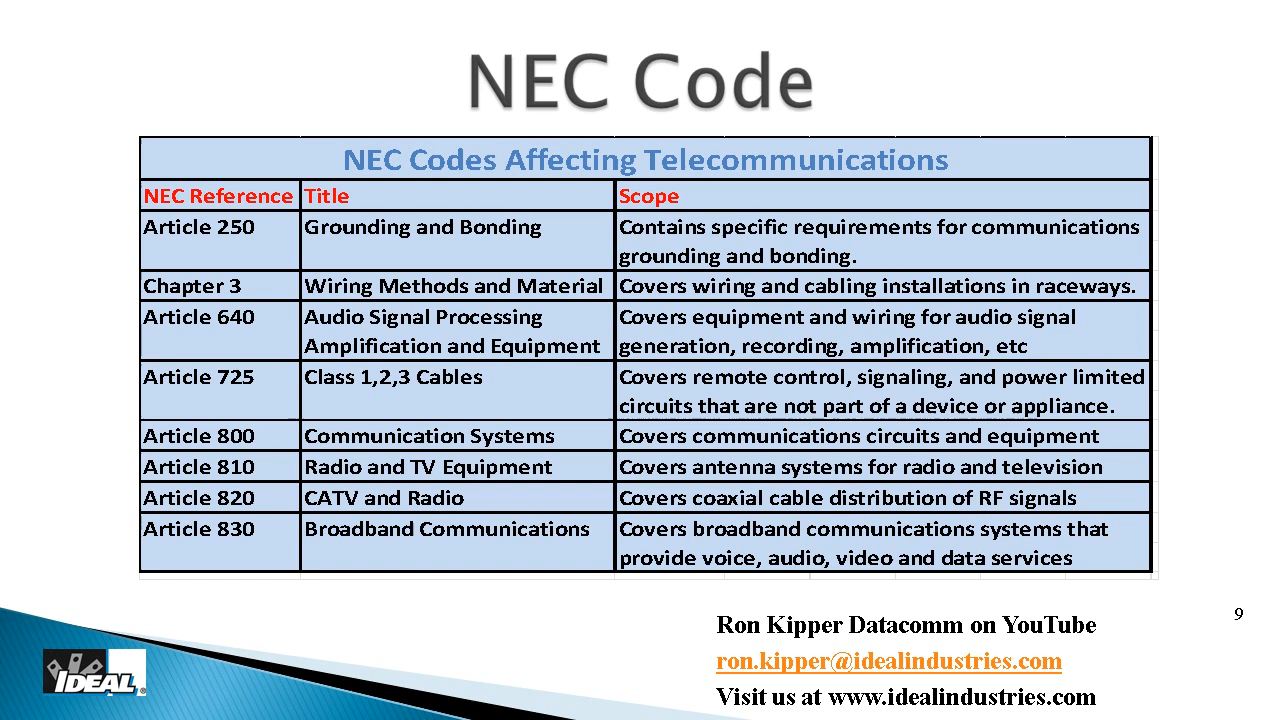 NEC Code
NEC Codes Affecting Telecommunications
NEC Reference Title Scope
Article 250 Grounding and Bonding Contains specific requirements for communications
grounding and bonding.
Chapter 3 Wiring Methods and Material Covers wiring and cabling installations in raceways.
Article 640 Audio Signal Processing Covers equipment and wiring for audio signal
Amplification and Equipment generation, recording, amplification, etc
Article 725 Class 1,2,3 Cables Covers remote control, signaling, and power limited
circuits that are not part of a device or appliance.
Article 800 Communication Systems Covers communications circuits and equipment
Article 810 Radio and TV Equipment Covers antenna systems for radio and television
Article 820 CATV and Radio Covers coaxial cable distribution of RF signals
Article 830 Broadband Communications Covers broadband communications systems that
provide voice, audio, video and data services
9
Ron Kipper Datacomm on YouTube
ron.kipper@idealindustries.com
Visit us at www.idealindustries.com
IDEAL®